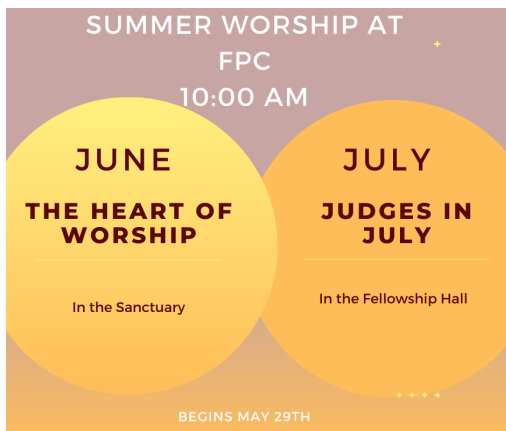 SUMMER WORSHIP AT
FPC
10:00 AM
JUNE
THE HEART OF
WORSHIP
In the Sanctuary
JULY
JUDGES IN
JULY
In the Fellowship Hall
BEGINS MAY 29TH